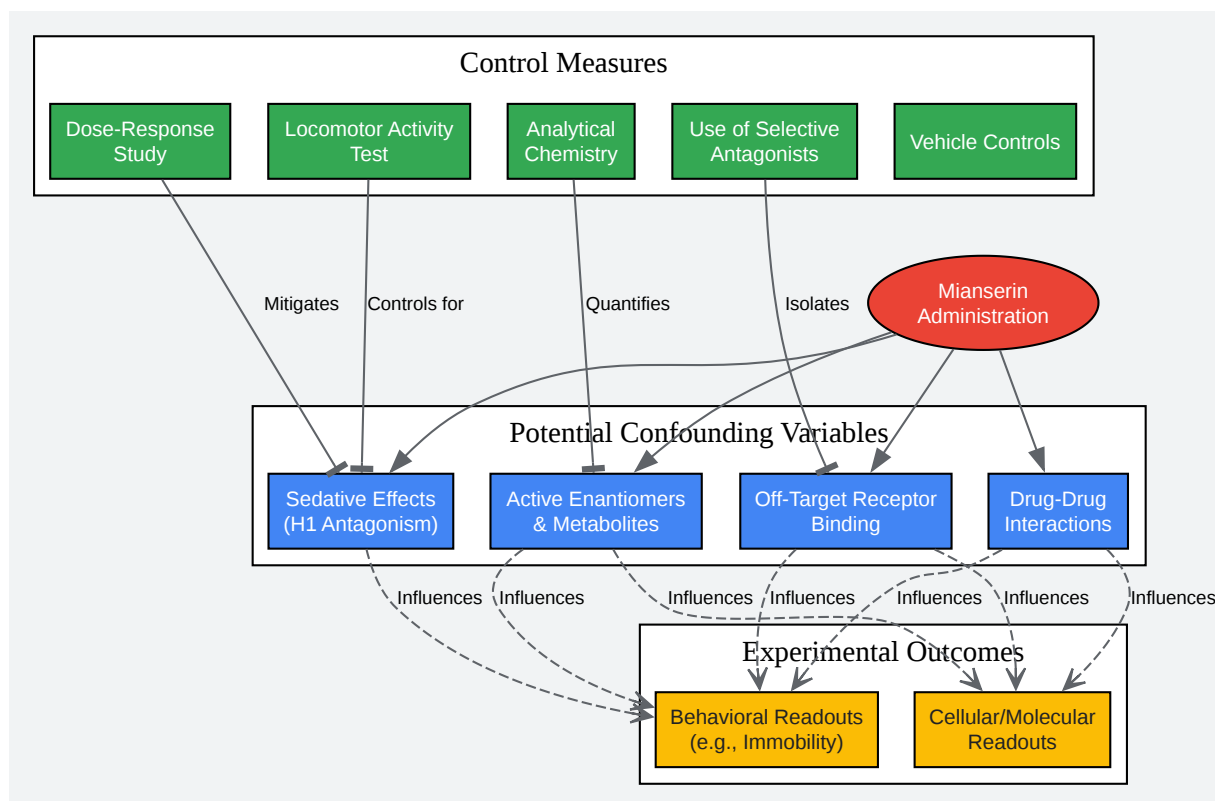 Control Measures
Dose-Response
Study
Locomotor Activity
Test
Analytical
Chemistry
Use of Selective
Antagonists
Vehicle Controls
Mitigates
Controls for
Quantifies
Isolates
Mianserin
Administration
Potential Confounding Variables
Sedative Effects
(H1 Antagonism)
Active Enantiomers
& Metabolites
Off-Target Receptor
Binding
Drug-Drug
Interactions
Influences
Influences
Influences
Influences
Influences
Influences
Influences
Experimental Outcomes
Behavioral Readouts
(e.g., Immobility)
Cellular/Molecular
Readouts